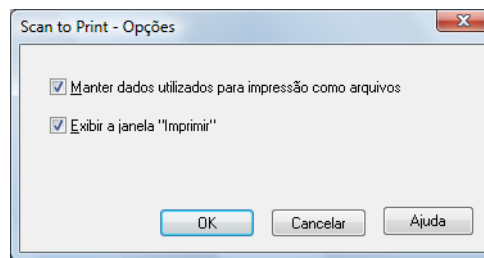 Scan to Print - Opções
Manter dados utilizados para impressão como arquivos
Exibir a janela "Imprimir"
OK Cancelar Ajuda